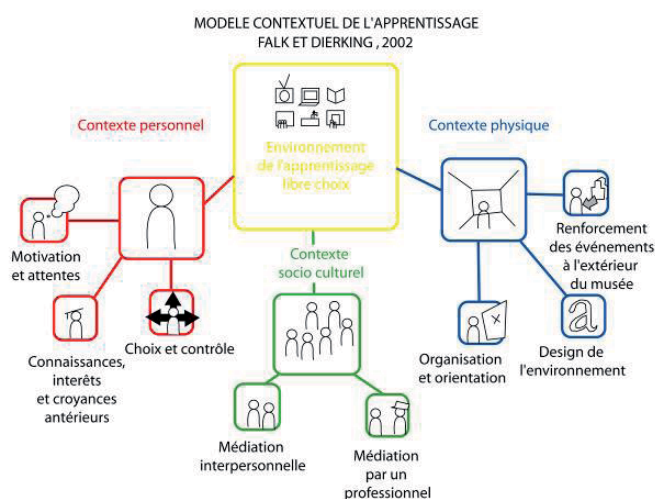 MODELE CONTEXTUEL DE L'APPRENTISSAGE
FALK ET DIERKING , 2002
Contexte personnel
Environnement
de l'apprentissage
libre choix
Contexte physique
Motivation
et attentes
Connaissances,
interêts
et croyances
antérieurs
Choix et contrôle
Contexte
socio culturel
Médiation
interpersonnelle
Médiation
par un
professionnel
Organisation
et orientation
Renforcement
des événements
à l'extérieur
du musée
a
Design de
l'environnement